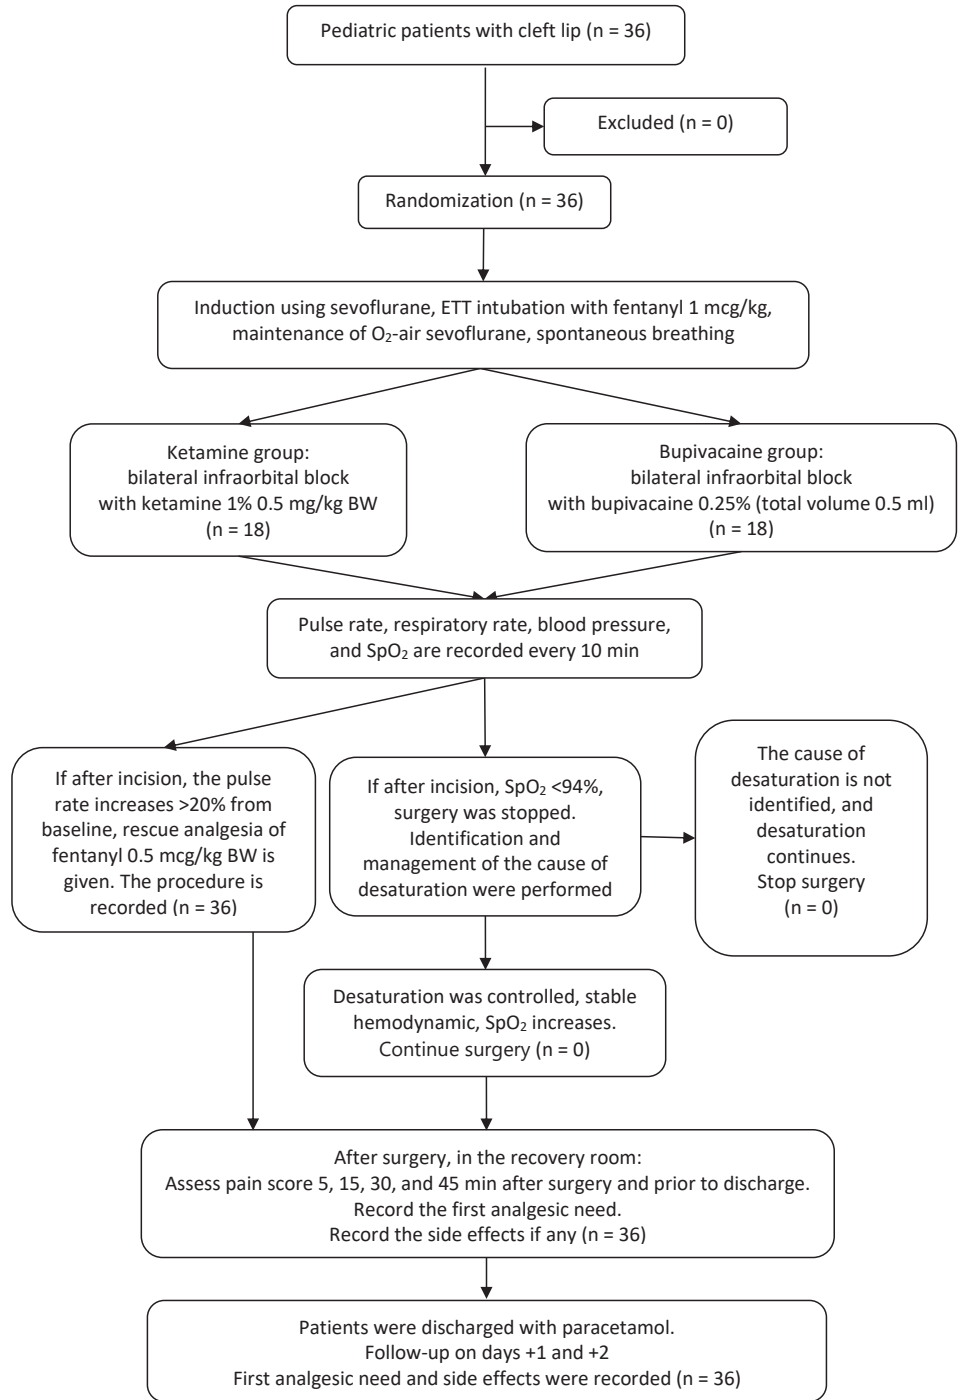 Pediatric patients with cleft lip (n = 36)
Excluded (n = 0)
Randomization (n = 36)
Induction using sevoflurane, ETT intubation with fentanyl 1 mcg/kg,
maintenance of O₂-air sevoflurane, spontaneous breathing
Ketamine group:
bilateral infraorbital block
with ketamine 1% 0.5 mg/kg BW
(n = 18)
Bupivacaine group:
bilateral infraorbital block
with bupivacaine 0.25% (total volume 0.5 ml)
(n = 18)
Pulse rate, respiratory rate, blood pressure,
and SpO₂ are recorded every 10 min
If after incision, the pulse
rate increases >20% from
baseline, rescue analgesia of
fentanyl 0.5 mcg/kg BW is
given. The procedure is
recorded (n = 36)
If after incision, SpO₂ <94%,
surgery was stopped.
Identification and
management of the cause of
desaturation were performed
The cause of
desaturation is not
identified, and
desaturation
continues.
Stop surgery
(n = 0)
Desaturation was controlled, stable
hemodynamic, SpO₂ increases.
Continue surgery (n = 0)
After surgery, in the recovery room:
Assess pain score 5, 15, 30, and 45 min after surgery and prior to discharge.
Record the first analgesic need.
Record the side effects if any (n = 36)
Patients were discharged with paracetamol.
Follow-up on days +1 and +2
First analgesic need and side effects were recorded (n = 36)